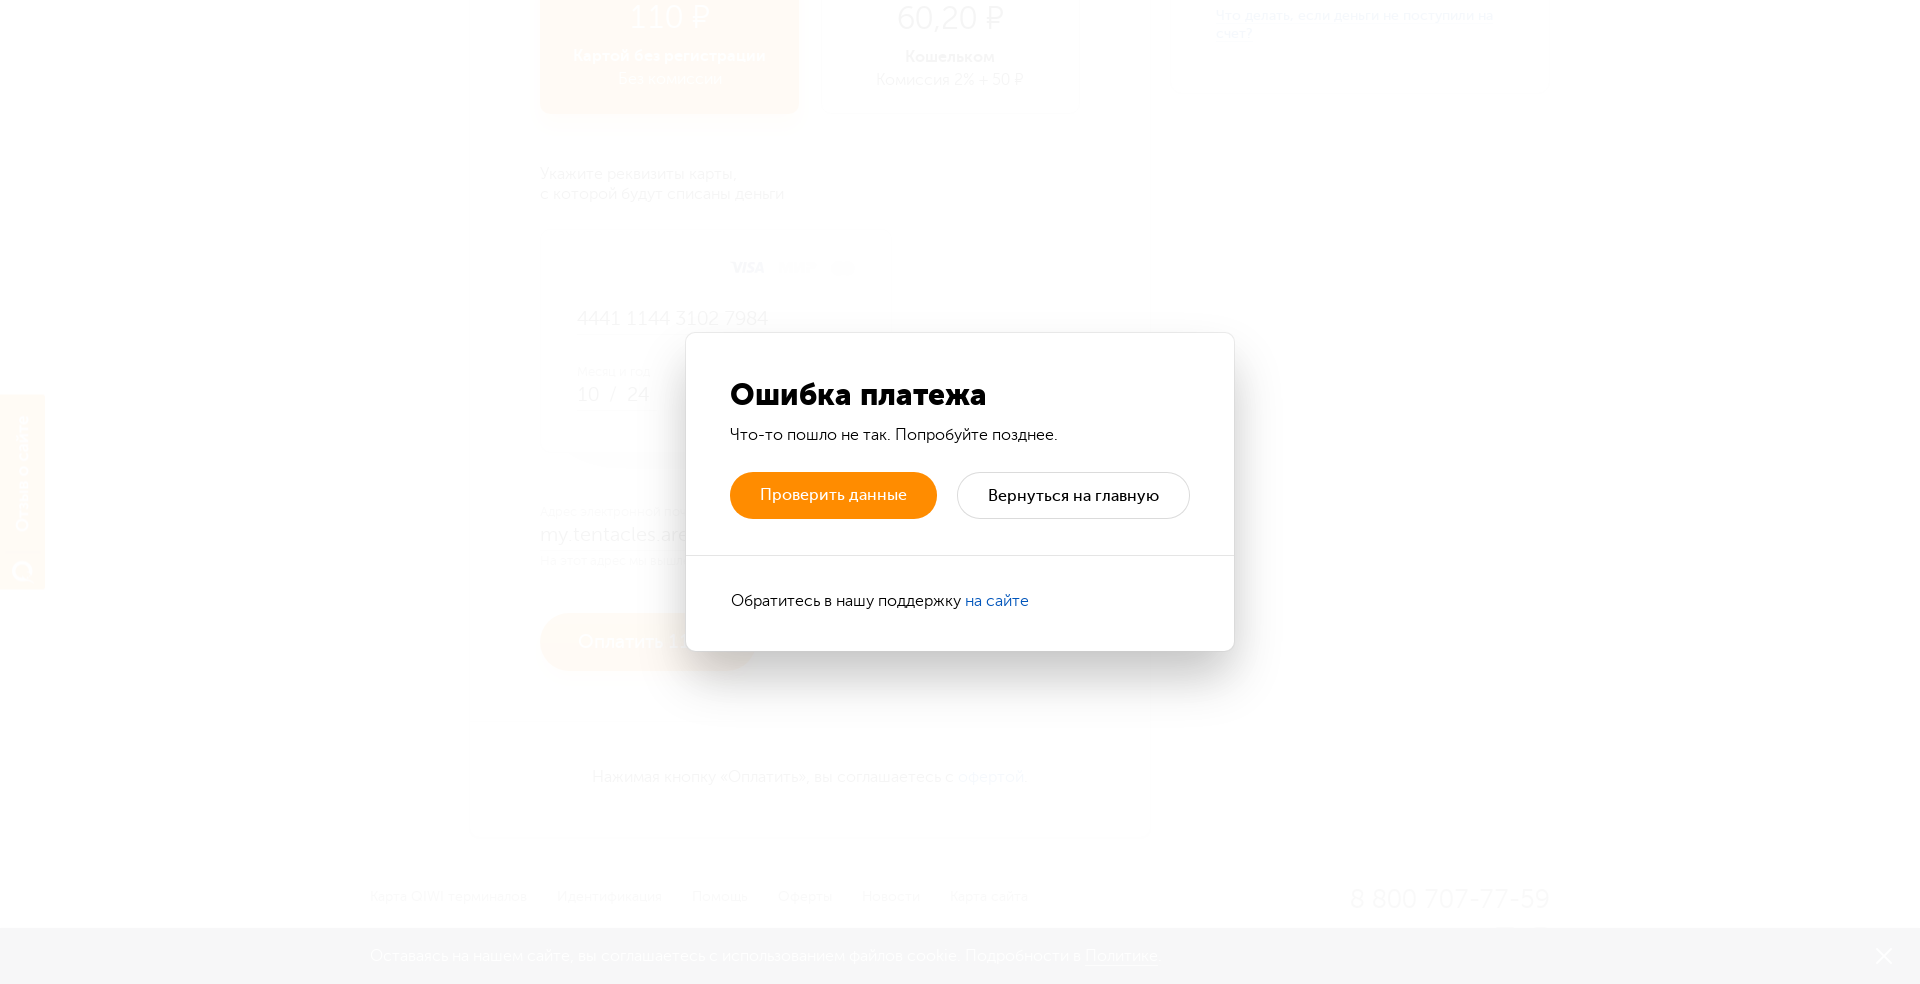 110 ₽
Картой без регистрации
60,20 ₽
Кошельком
Комиссия 2% + 50 ₽
Что делать, если деньги не поступили на
счет?
Укажите реквизиты карты,
с которой будут списаны деньги
VISA
4441 1144 3102 7984
Месяц / год
10 / 24
Ошибка платежа
Что-то пошло не так. Попробуйте позднее.
Проверить данные
Вернуться на главную
my.tentacles.are
Обратитесь в нашу поддержку на сайте
Оплатить
Нажимая кнопку «Оплатить», вы соглашаетесь с офертой
Карта QIWI терминалов
Идентификация
Помощь
Оферты
Новости
Карта сайта
8 800 707-77-59
Оставаясь на нашем сайте, вы соглашаетесь с использованием файлов cookie. Подробности в Политике